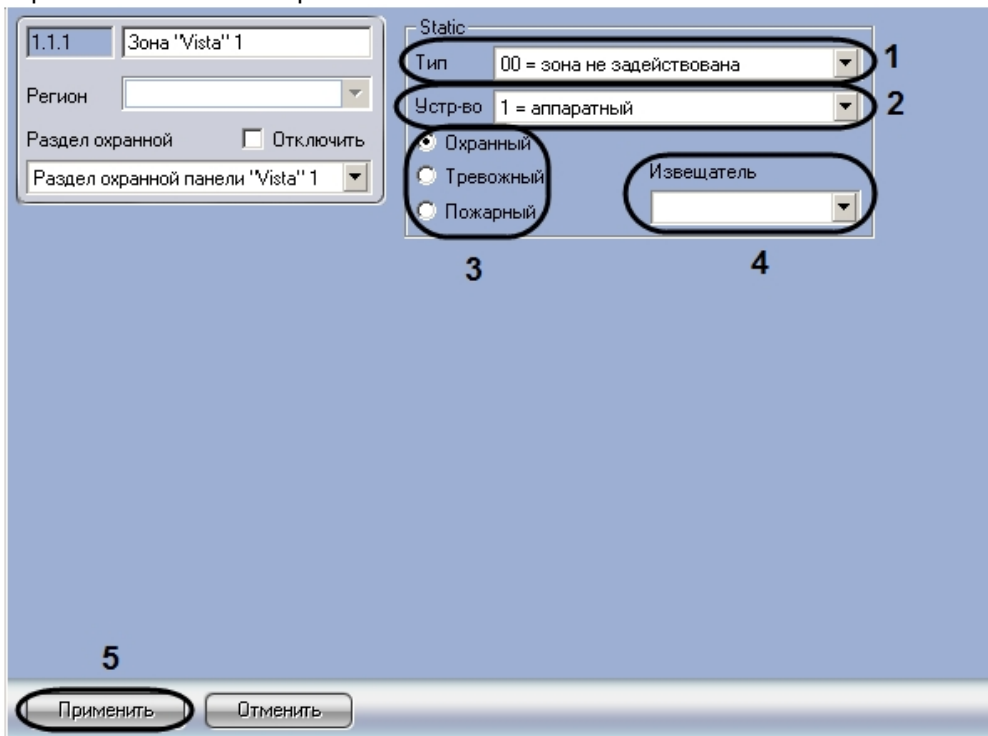 1.1.1 Зона "Vista" 1
Регион
Раздел охранной Отключить
Раздел охранной панели "Vista" 1
Static
Тип 00 = зона не задействована 1
Устр-во 1 = аппаратный 2
Охранный
Тревожный
Пожарный
Извещатель
3
4
5
Применить Отменить